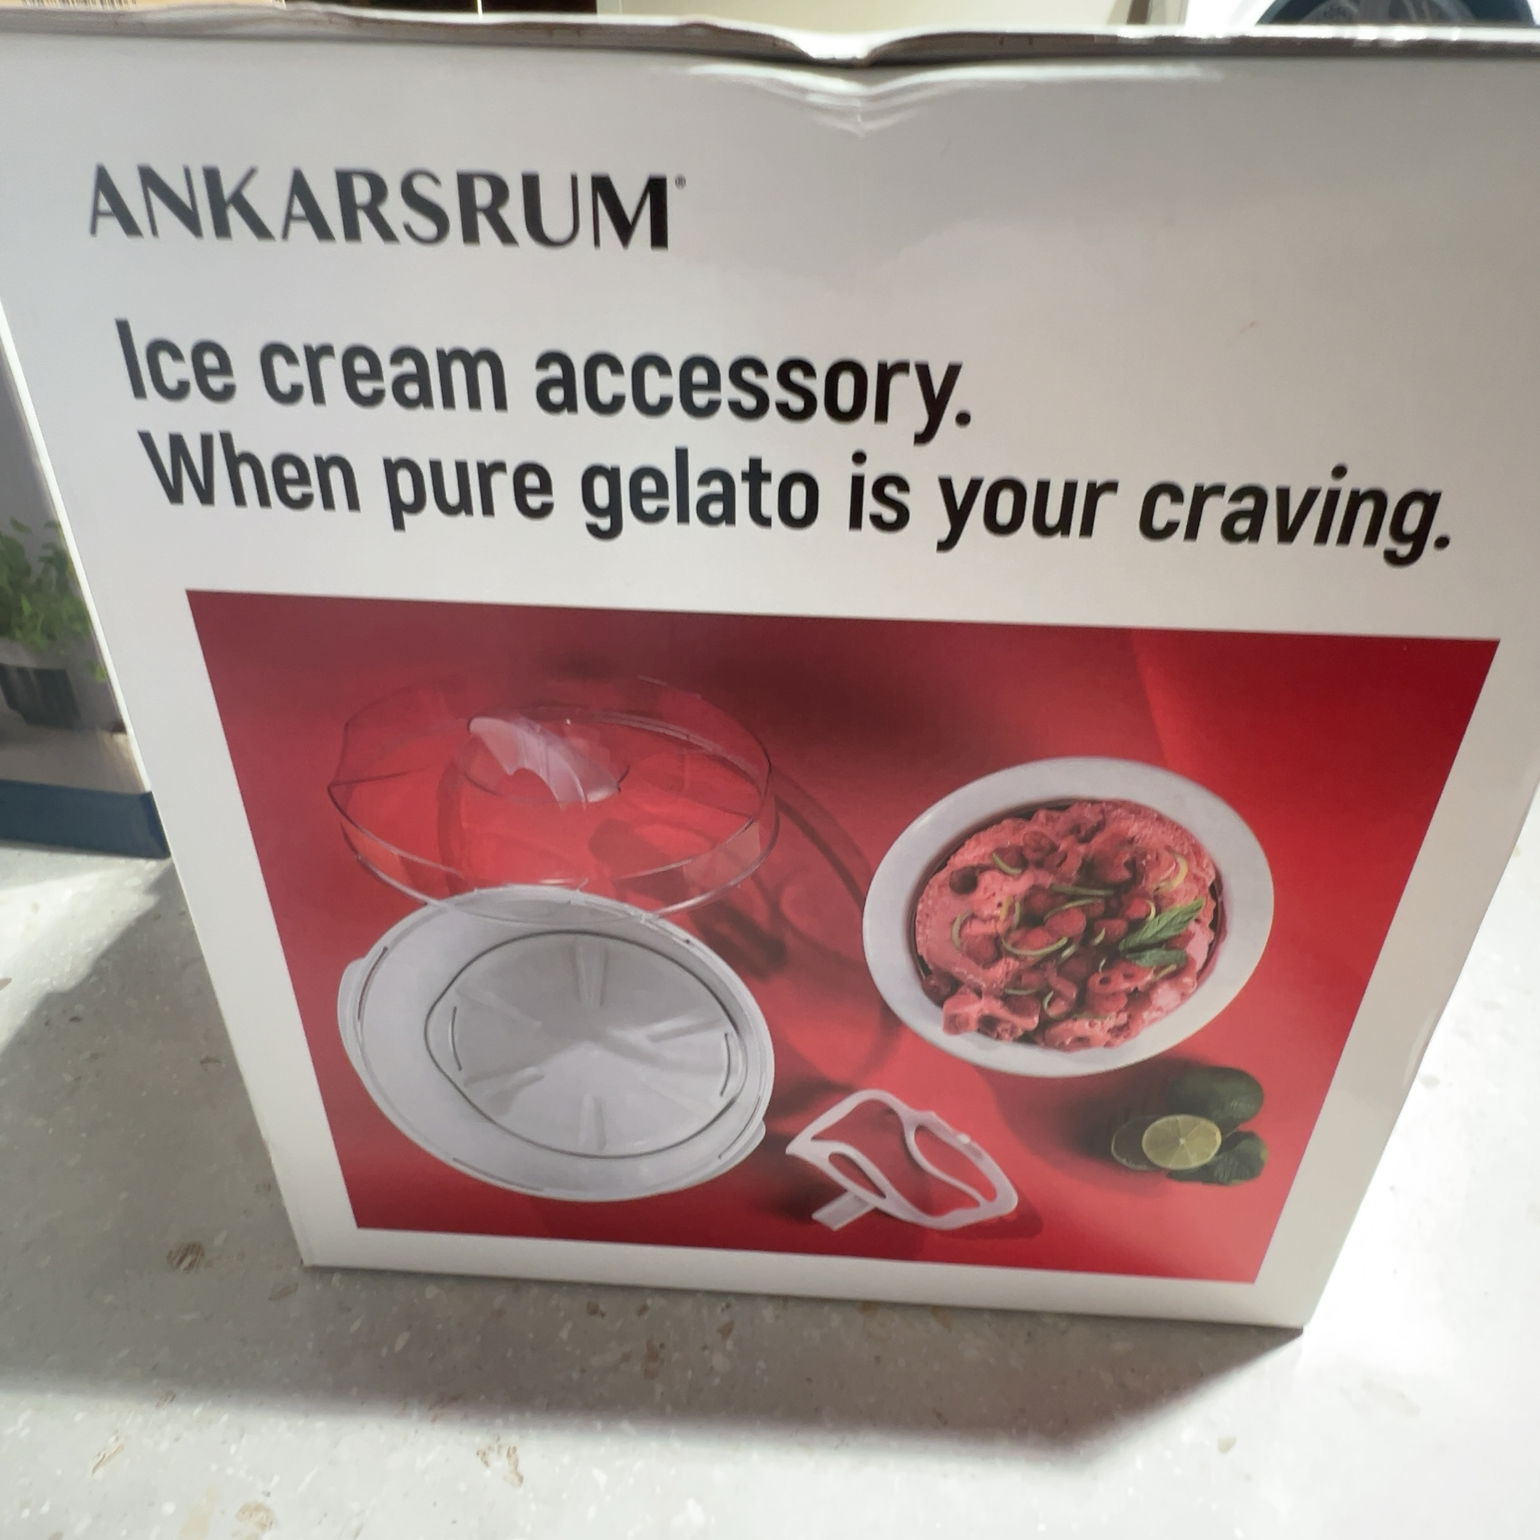 ANKARSRUM®
Ice cream accessory.
When pure gelato is your craving.